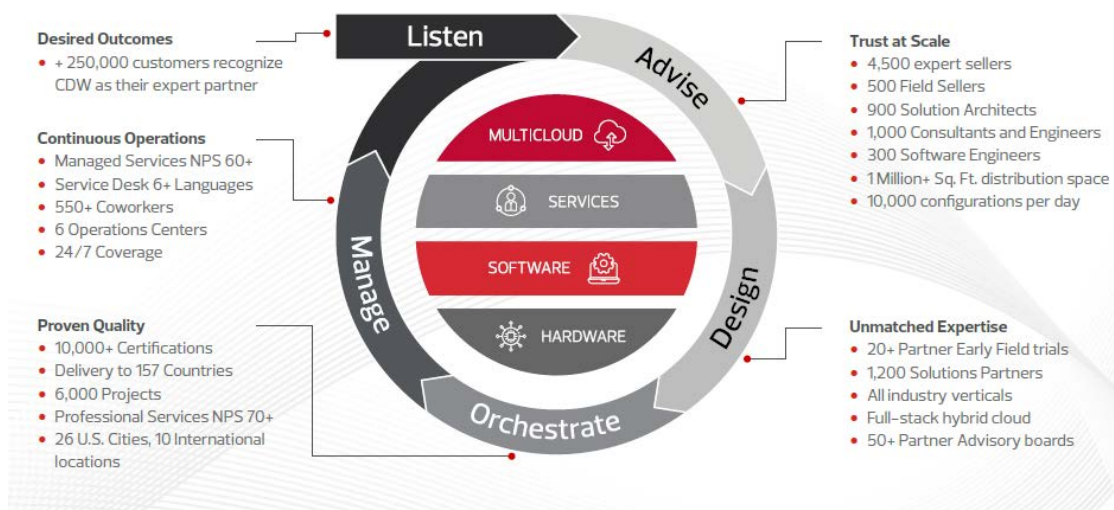 Desired Outcomes
• + 250,000 customers recognize
CDW as their expert partner
Continuous Operations
• Managed Services NPS 60+
• Service Desk 6+ Languages
• 550+ Coworkers
• 6 Operations Centers
• 24/7 Coverage
Proven Quality
• 10,000+ Certifications
• Delivery to 157 Countries
• 6,000 Projects
• Professional Services NPS 70+
• 26 U.S. Cities, 10 International
locations
Listen
Advise
Design
Orchestrate
Manage
MULTICLOUD
SERVICES
SOFTWARE
HARDWARE
Trust at Scale
• 4,500 expert sellers
• 500 Field Sellers
• 900 Solution Architects
• 1,000 Consultants and Engineers
• 300 Software Engineers
• 1 Million+ Sq. Ft. distribution space
• 10,000 configurations per day
Unmatched Expertise
• 20+ Partner Early Field trials
• 1,200 Solutions Partners
• All industry verticals
• Full-stack hybrid cloud
• 50+ Partner Advisory boards